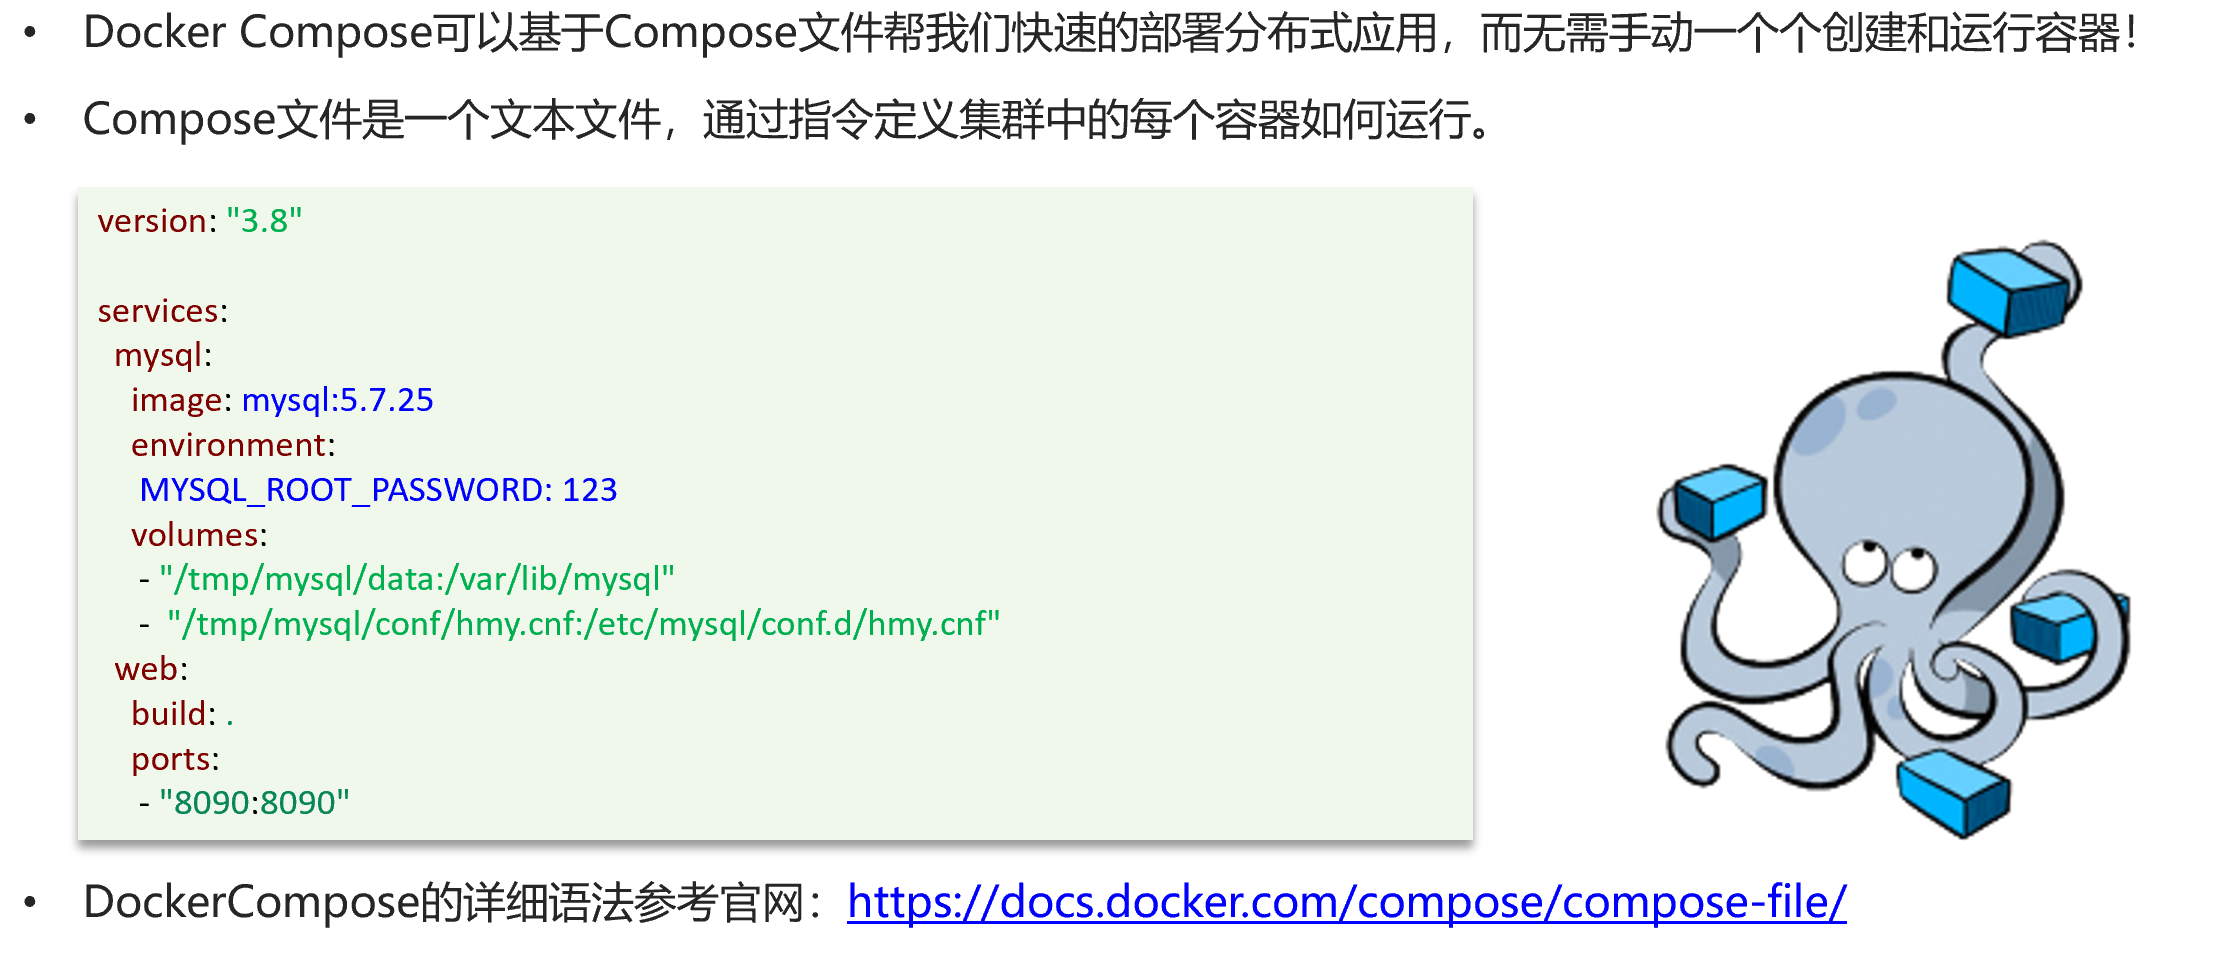 • Docker Compose可以基于Compose文件帮我们快速的部署分布式应用，而无需手动一个个创建和运行容器！
• Compose文件是一个文本文件，通过指令定义集群中的每个容器如何运行。
version: "3.8"

services:
  mysql:
    image: mysql:5.7.25
    environment:
     MYSQL_ROOT_PASSWORD: 123
    volumes:
     - "/tmp/mysql/data:/var/lib/mysql"
     -  "/tmp/mysql/conf/hmy.cnf:/etc/mysql/conf.d/hmy.cnf"
  web:
    build: .
    ports:
     - "8090:8090"
• DockerCompose的详细语法参考官网：https://docs.docker.com/compose/compose-file/